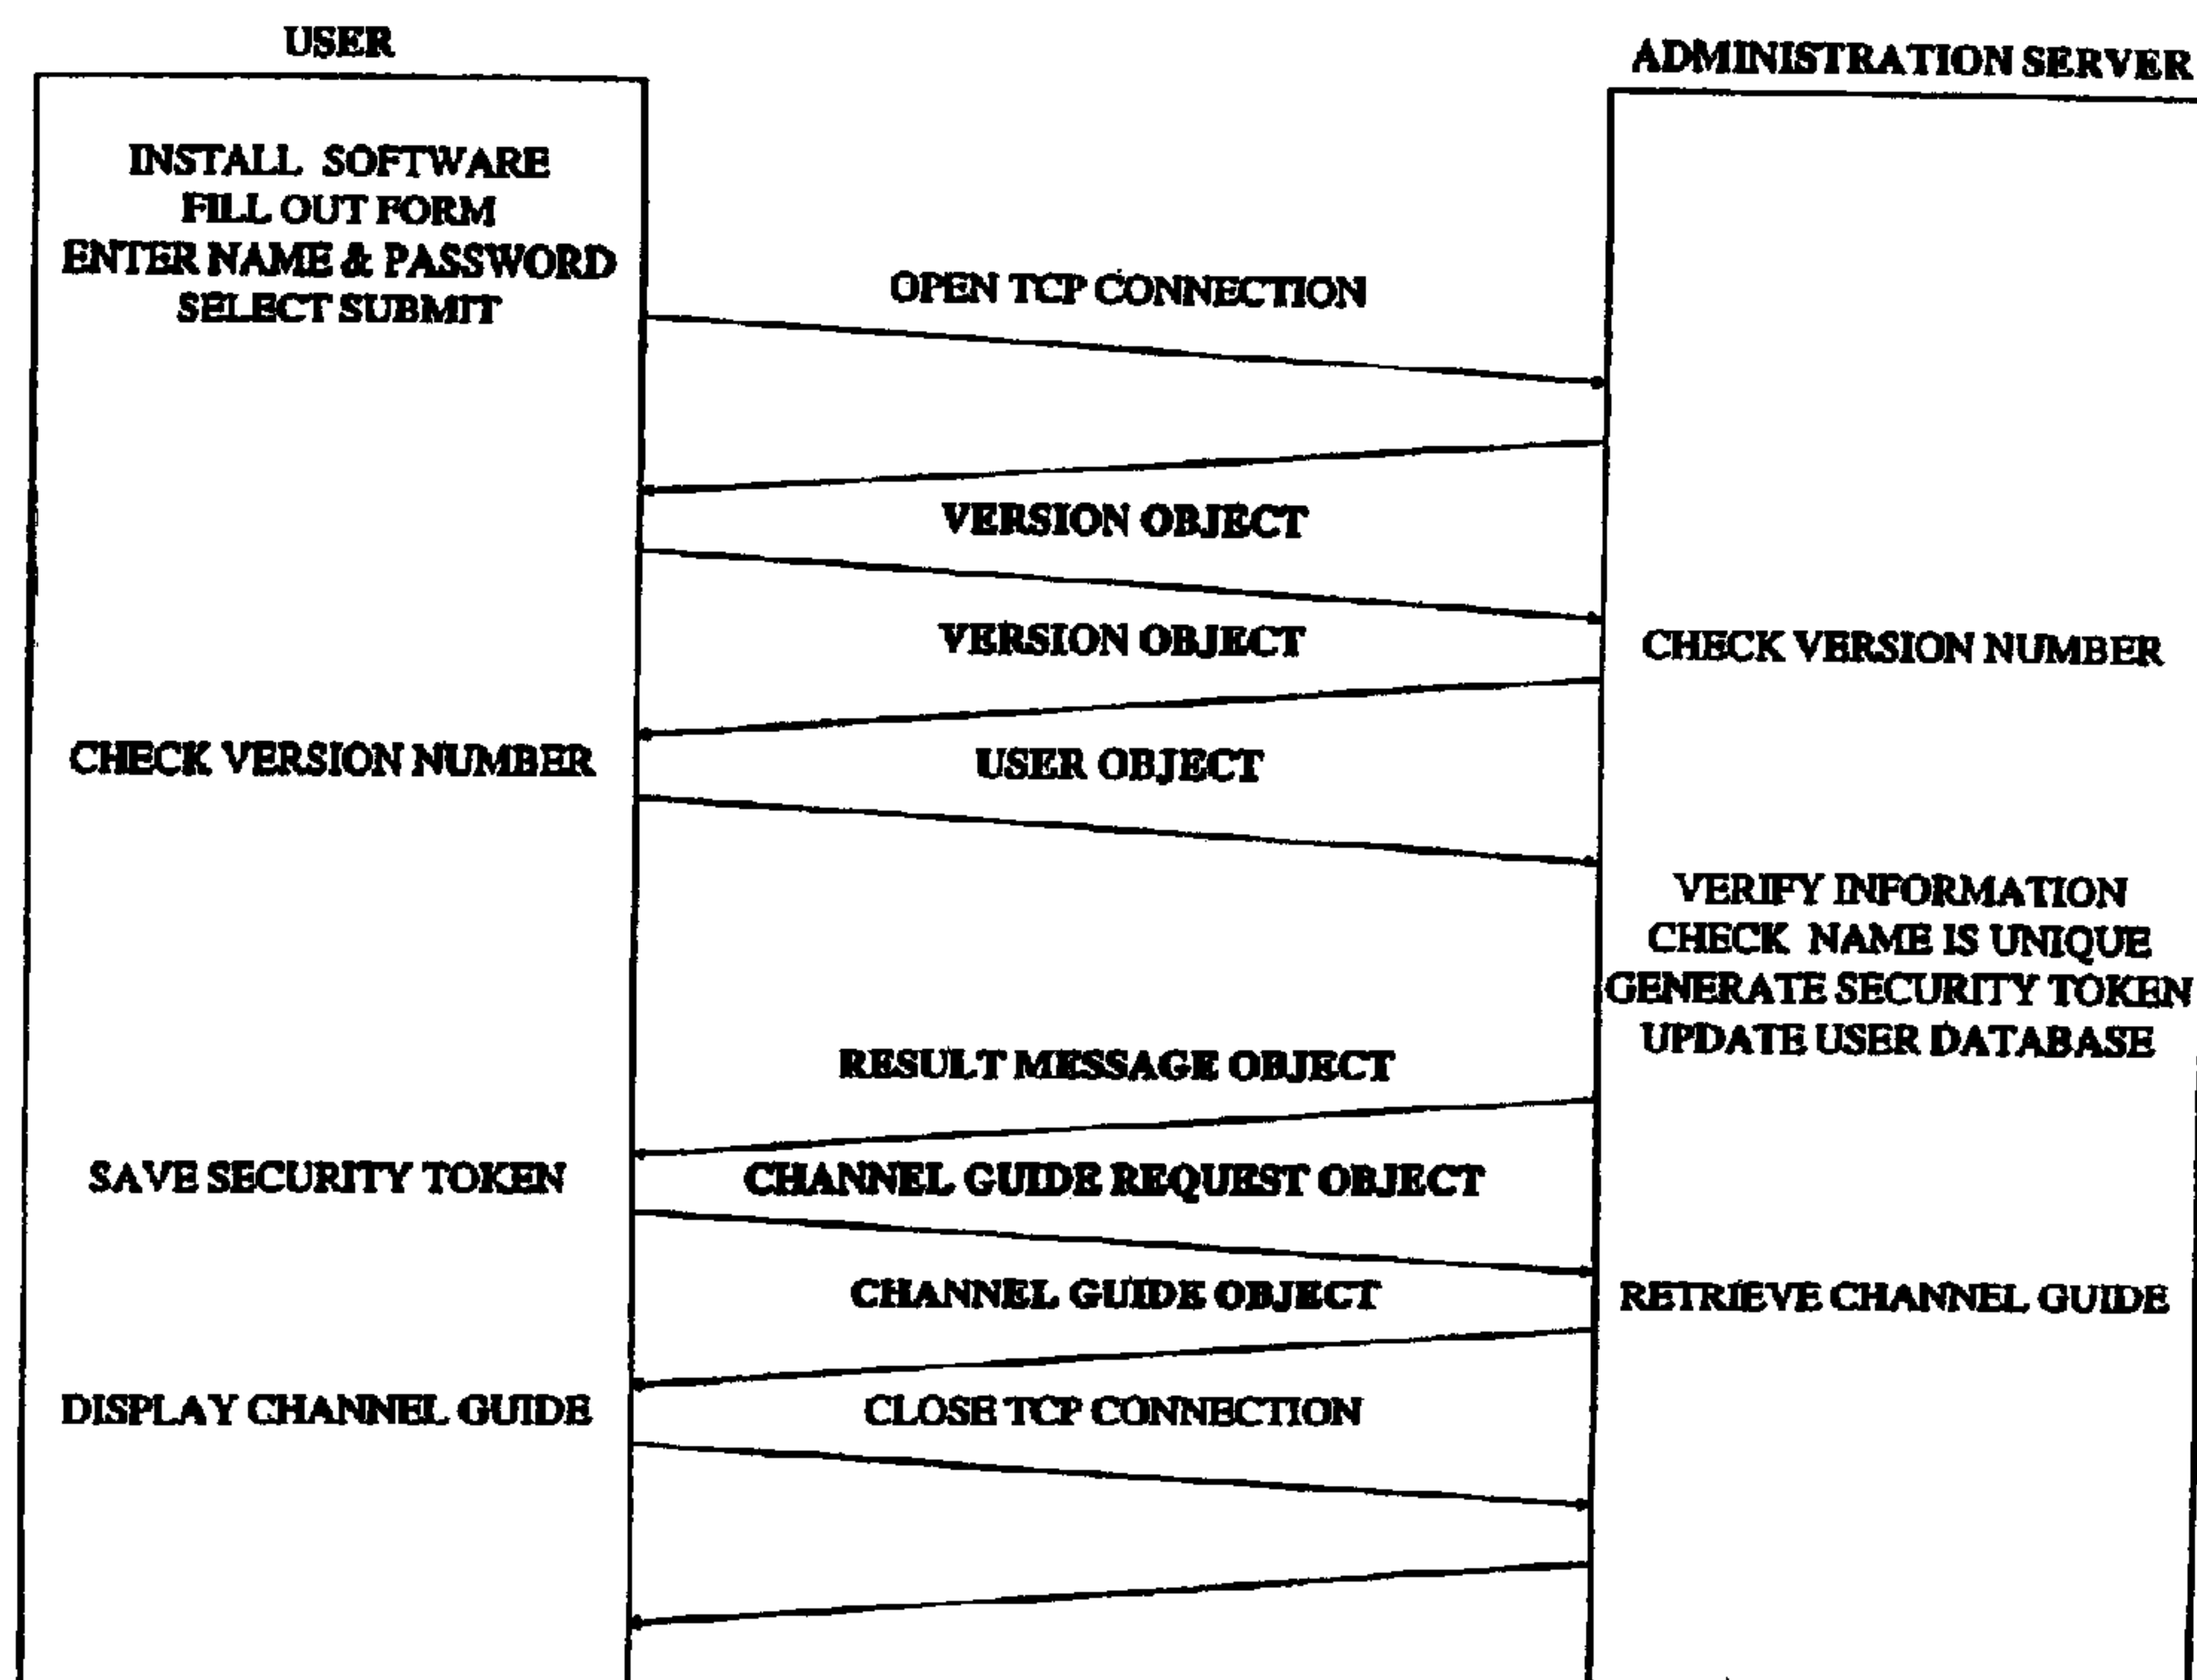 USER
ADMINISTRATION SERVER
INSTALL SOFTWARE
FILL OUT FORM
ENTER NAME & PASSWORD
SELECT SUBMIT
OPEN TCP CONNECTION
VERSION OBJECT
VERSION OBJECT
CHECK VERSION NUMBER
CHECK VERSION NUMBER
USER OBJECT
VERIFY INFORMATION
CHECK NAME IS UNIQUE
GENERATE SECURITY TOKEN
UPDATE USER DATABASE
RESULT MESSAGE OBJECT
SAVE SECURITY TOKEN
CHANNEL GUIDE REQUEST OBJECT
CHANNEL GUIDE OBJECT
RETRIEVE CHANNEL GUIDE
DISPLAY CHANNEL GUIDE
CLOSE TCP CONNECTION